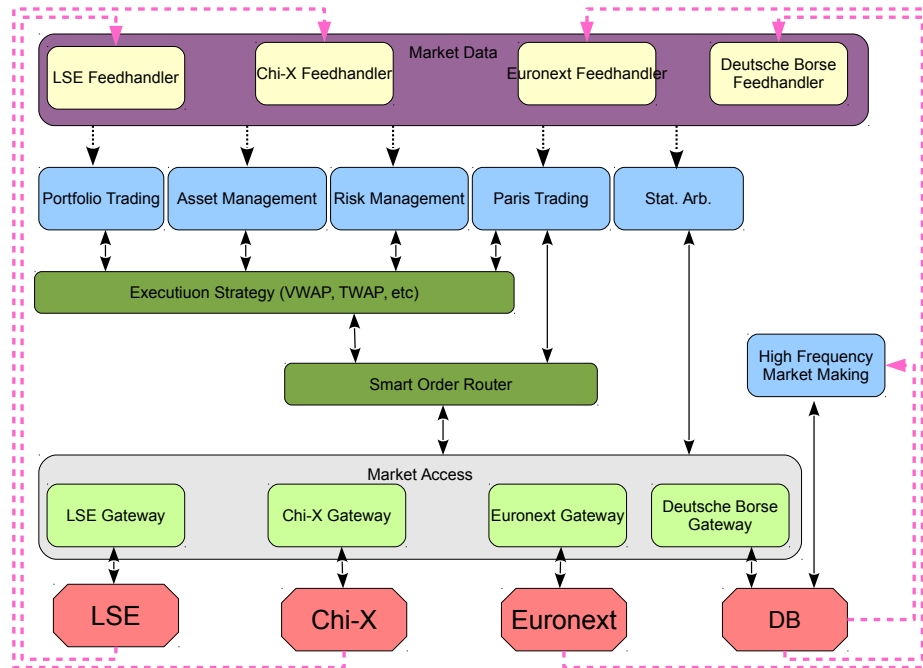 Market Data
LSE Feedhandler
Chi-X Feedhandler
Euronext Feedhandler
Deutsche Borse
Feedhandler
Portfolio Trading
Asset Management
Risk Management
Paris Trading
Stat. Arb.
Executiuon Strategy (VWAP, TWAP, etc)
High Frequency
Market Making
Smart Order Router
Market Access
LSE Gateway
Chi-X Gateway
Euronext Gateway
Deutsche Borse
Gateway
LSE
Chi-X
Euronext
DB